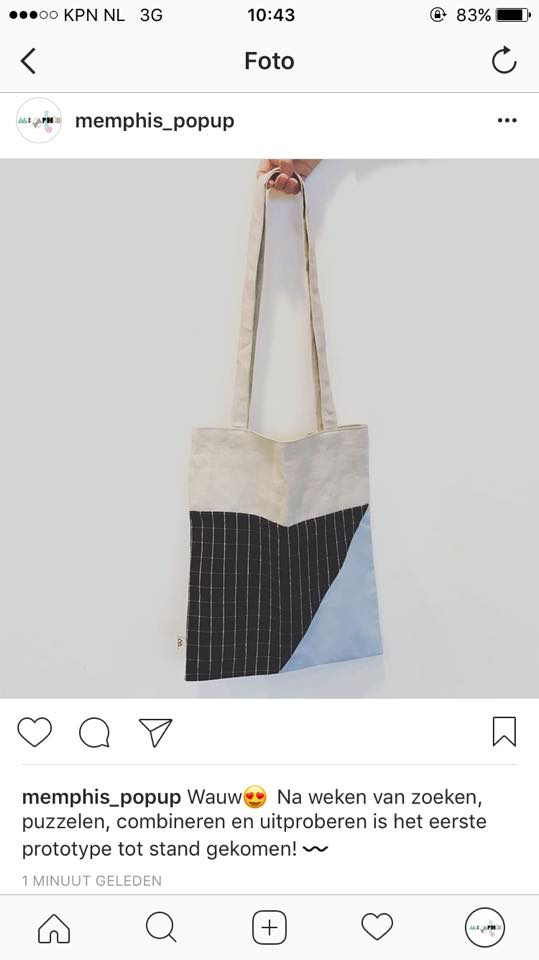 KPN NL 3G 10:43 83%
Foto
memphis_popup
memphis_popup Wauw😍 Na weken van zoeken,
puzzelen, combineren en uitproberen is het eerste
prototype tot stand gekomen! 〰
1 MINUUT GELEDEN